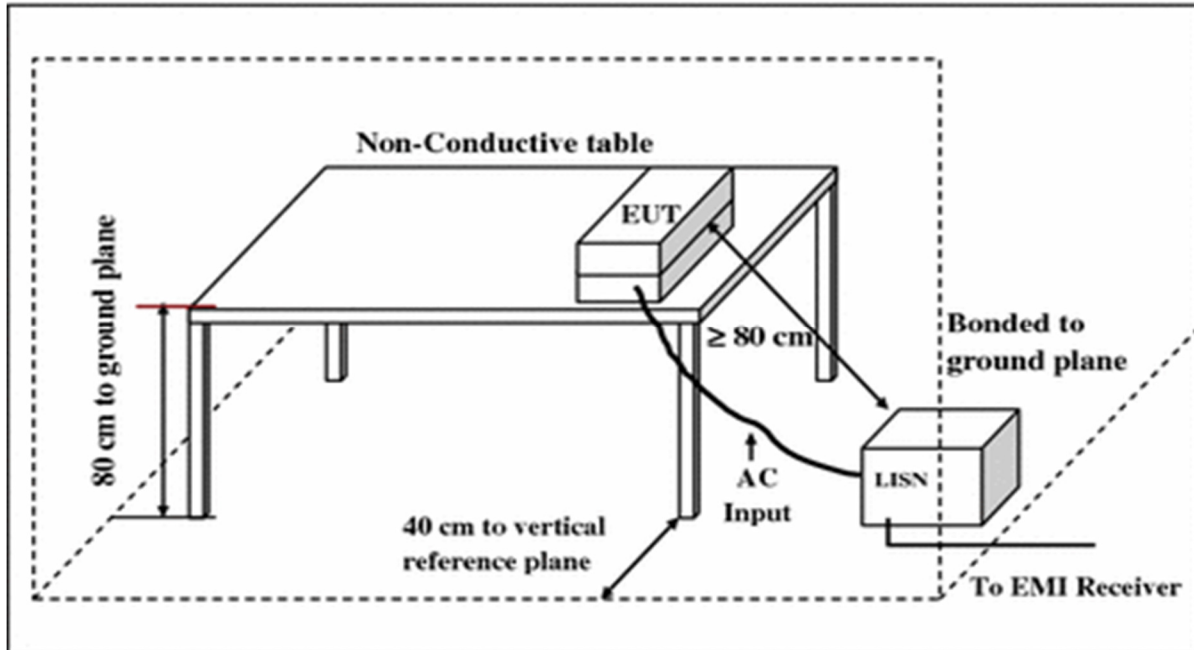 Non-Conductive table
EUT
80 cm to ground plane
≥ 80 cm
Bonded to
ground plane
AC
Input
LISN
40 cm to vertical
reference plane
To EMI Receiver